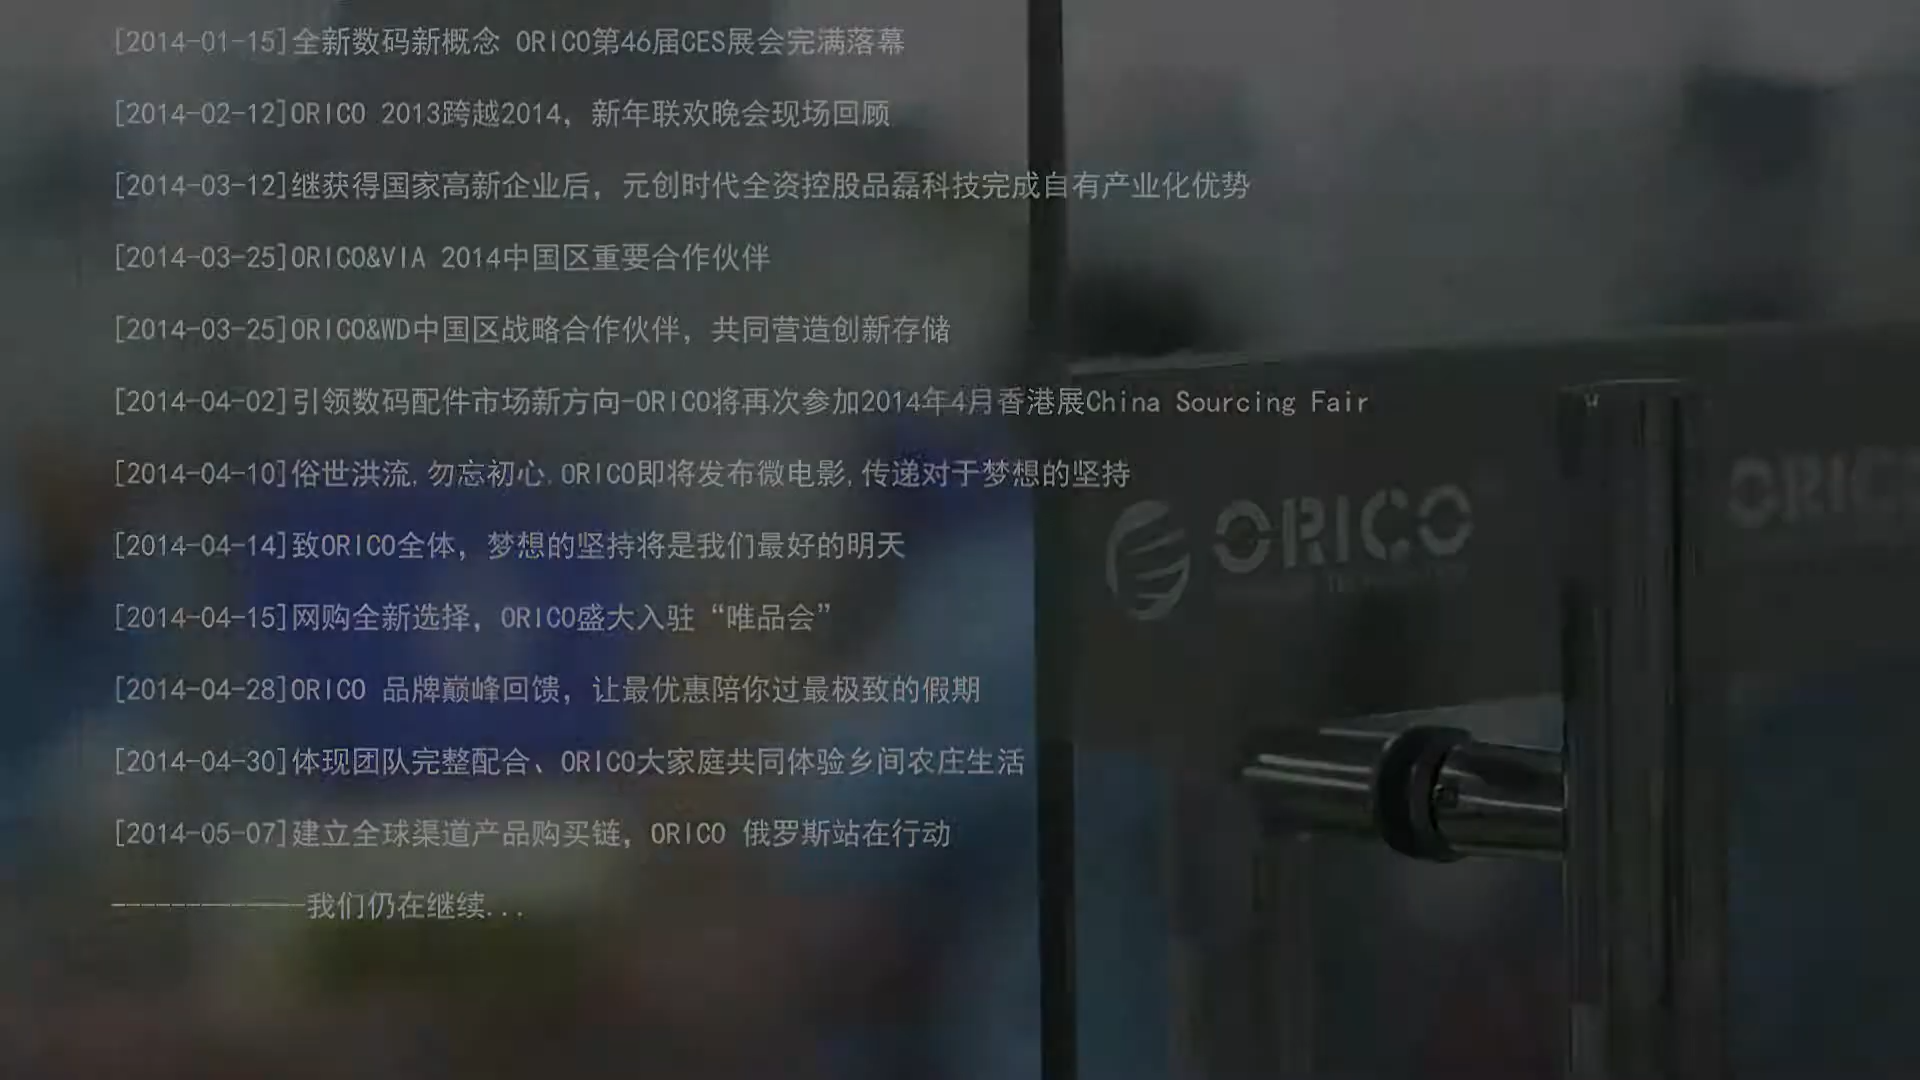 [2014-01-15]全新数码新概念 ORICO第46届CES展会完满落幕
[2014-02-12]ORICO 2013跨越2014，新年联欢晚会现场回顾
[2014-03-12]继获得国家高新企业后，元创时代全资控股品磊科技完成自有产业化优势
[2014-03-25]ORICO&VIA 2014中国区重要合作伙伴
[2014-03-25]ORICO&WD中国区战略合作伙伴，共同营造创新存储
[2014-04-02]引领数码配件市场新方向-ORICO将再次参加2014年4月香港展China Sourcing Fair
[2014-04-10]俗世洪流,勿忘初心,ORICO即将发布微电影,传递对于梦想的坚持
[2014-04-14]致ORICO全体，梦想的坚持将是我们最好的明天
[2014-04-15]网购全新选择，ORICO盛大入驻“唯品会”
[2014-04-28]ORICO 品牌巅峰回馈，让最优惠陪你过最极致的假期
[2014-04-30]体现团队完整配合、ORICO大家庭共同体验乡间农庄生活
[2014-05-07]建立全球渠道产品购买链，ORICO 俄罗斯站在行动
-------------我们仍在继续...
ORICO
ORICO